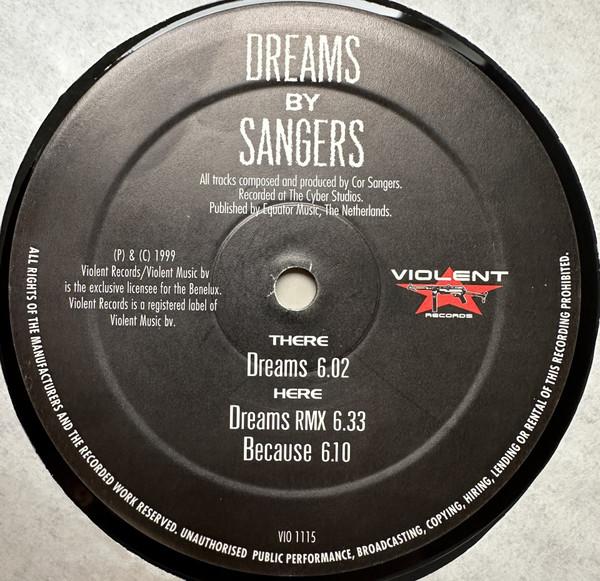 DREAMS
BY
SANGERS
All tracks composed and produced by Cor Sangers.
Recorded at The Cyber Studios.
Published by Equator Music, The Netherlands.
(P) & (C) 1999
Violent Records/Violent Music bv
is the exclusive licensee for the Benelux.
Violent Records is a registered label of
Violent Music bv.
VIOLENT
RECORDS
THERE
Dreams 6.02
HERE
Dreams RMX 6.33
Because 6.10
VIO 1115
ALL RIGHTS OF THE MANUFACTURERS AND THE RECORDED WORK RESERVED. UNAUTHORISED PUBLIC PERFORMANCE, BROADCASTING, COPYING, HIRING, LENDING OR RENTAL OF THIS RECORDING PROHIBITED.